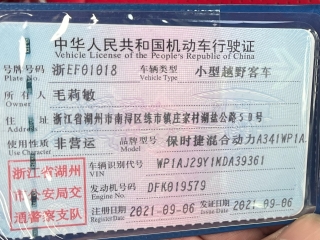 中华人民共和国机动车行驶证
Vehicle License of the People's Republic of China
号牌号码 浙EF01018 车辆类型 小型越野客车
Plate No. Vehicle Type
所有人 毛莉敏
Owner
住址 浙江省湖州市南浔区练市镇庄家村湖盐公路59号
Address
使用性质 非营运 品牌型号 保时捷混合动力A341WP1A
Use Character Model
浙江省湖州市公安局交通警察支队
车辆识别代号 WP1AJ29Y1KDA39361
VIN
发动机号码 DFK019579
Engine No.
注册日期 2021-09-06 发证日期 2021-09-06
Register Date Issue Date